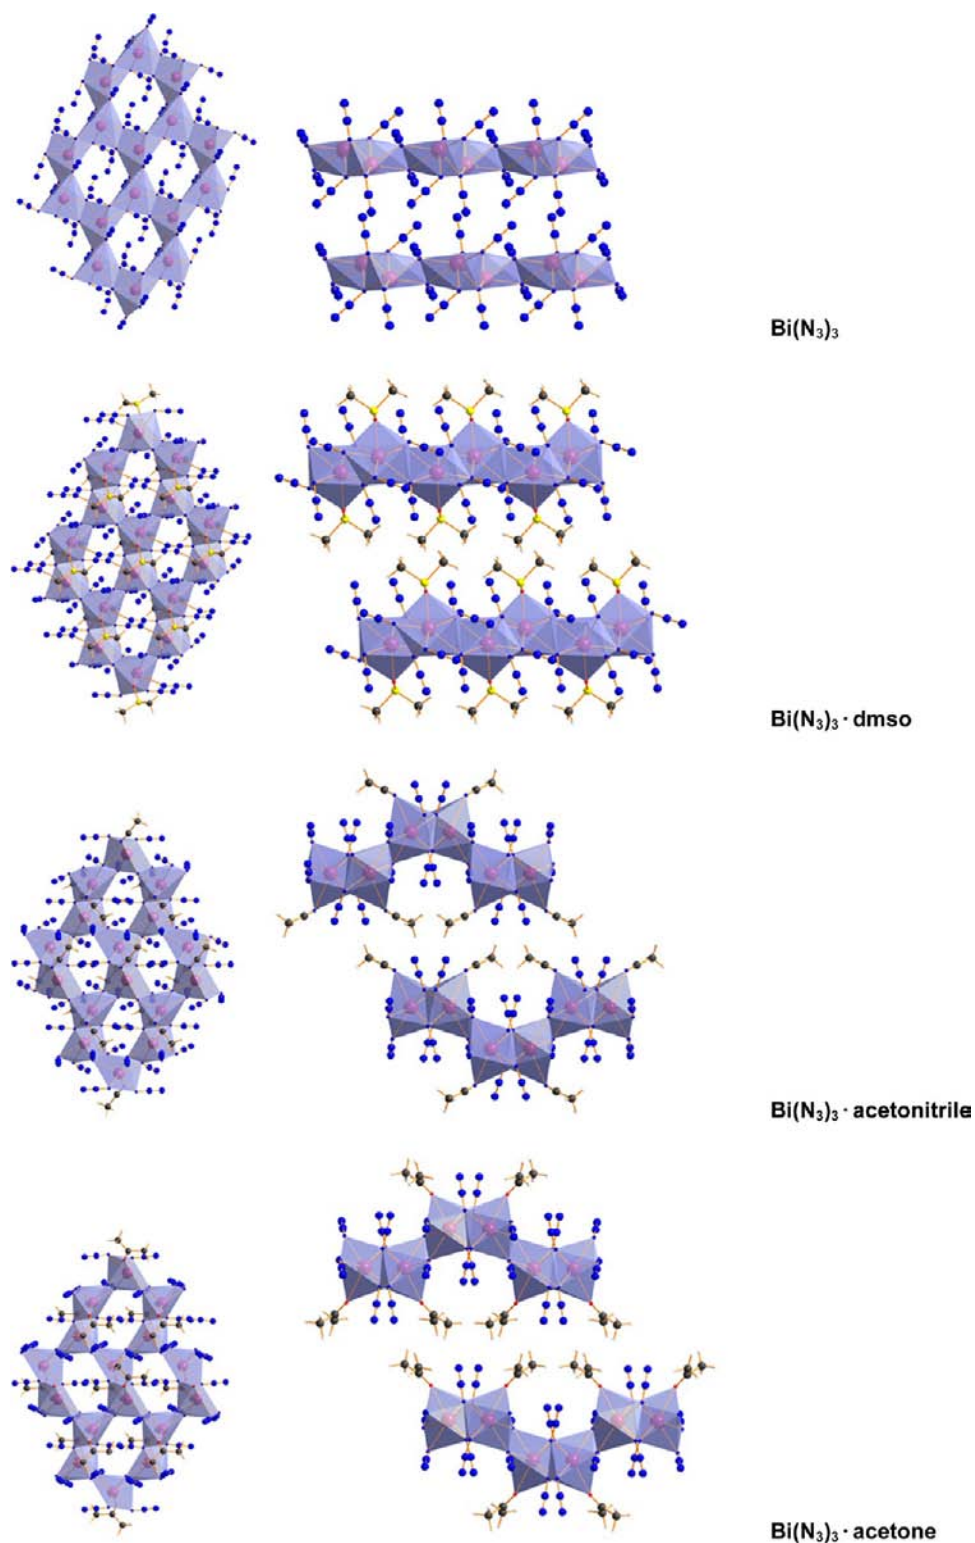 Bi(N₃)₃
Bi(N₃)₃ · dmso
Bi(N₃)₃ · acetonitrile
Bi(N₃)₃ · acetone